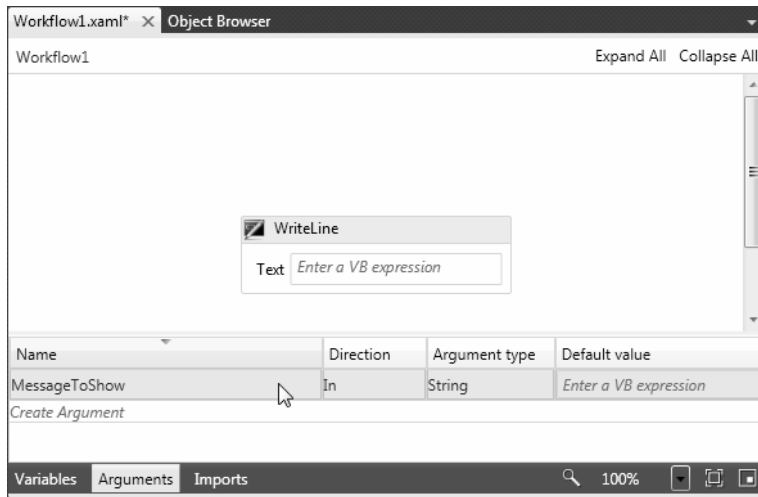 Workflow1.xaml* × Object Browser
Workflow1 Expand All Collapse All
WriteLine
Text Enter a VB expression
Name Direction Argument type Default value
MessageToShow In String Enter a VB expression
Create Argument
Variables Arguments Imports 100%